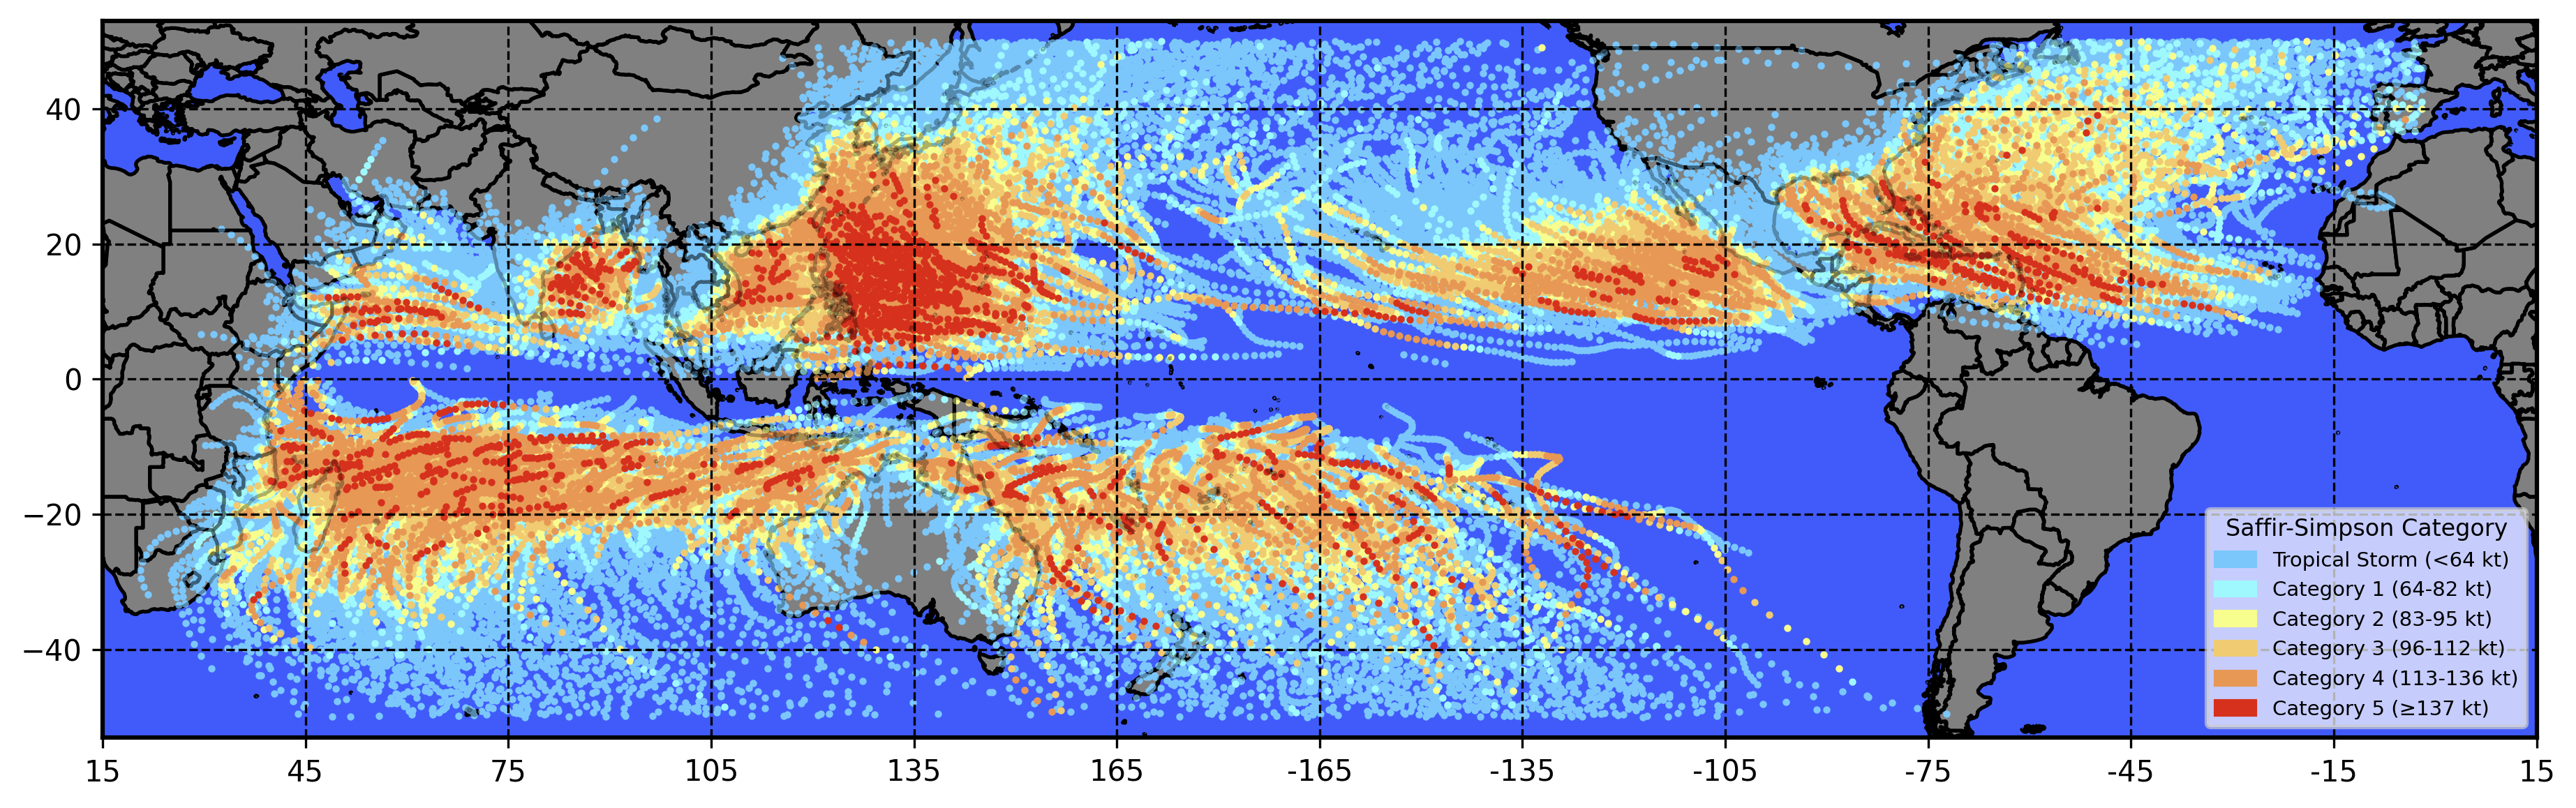 40
20
0
−20
−40
15 45 75 105 135 165 -165 -135 -105 -75 -45 -15 15
Saffir-Simpson Category
Tropical Storm (<64 kt)
Category 1 (64-82 kt)
Category 2 (83-95 kt)
Category 3 (96-112 kt)
Category 4 (113-136 kt)
Category 5 (≥137 kt)